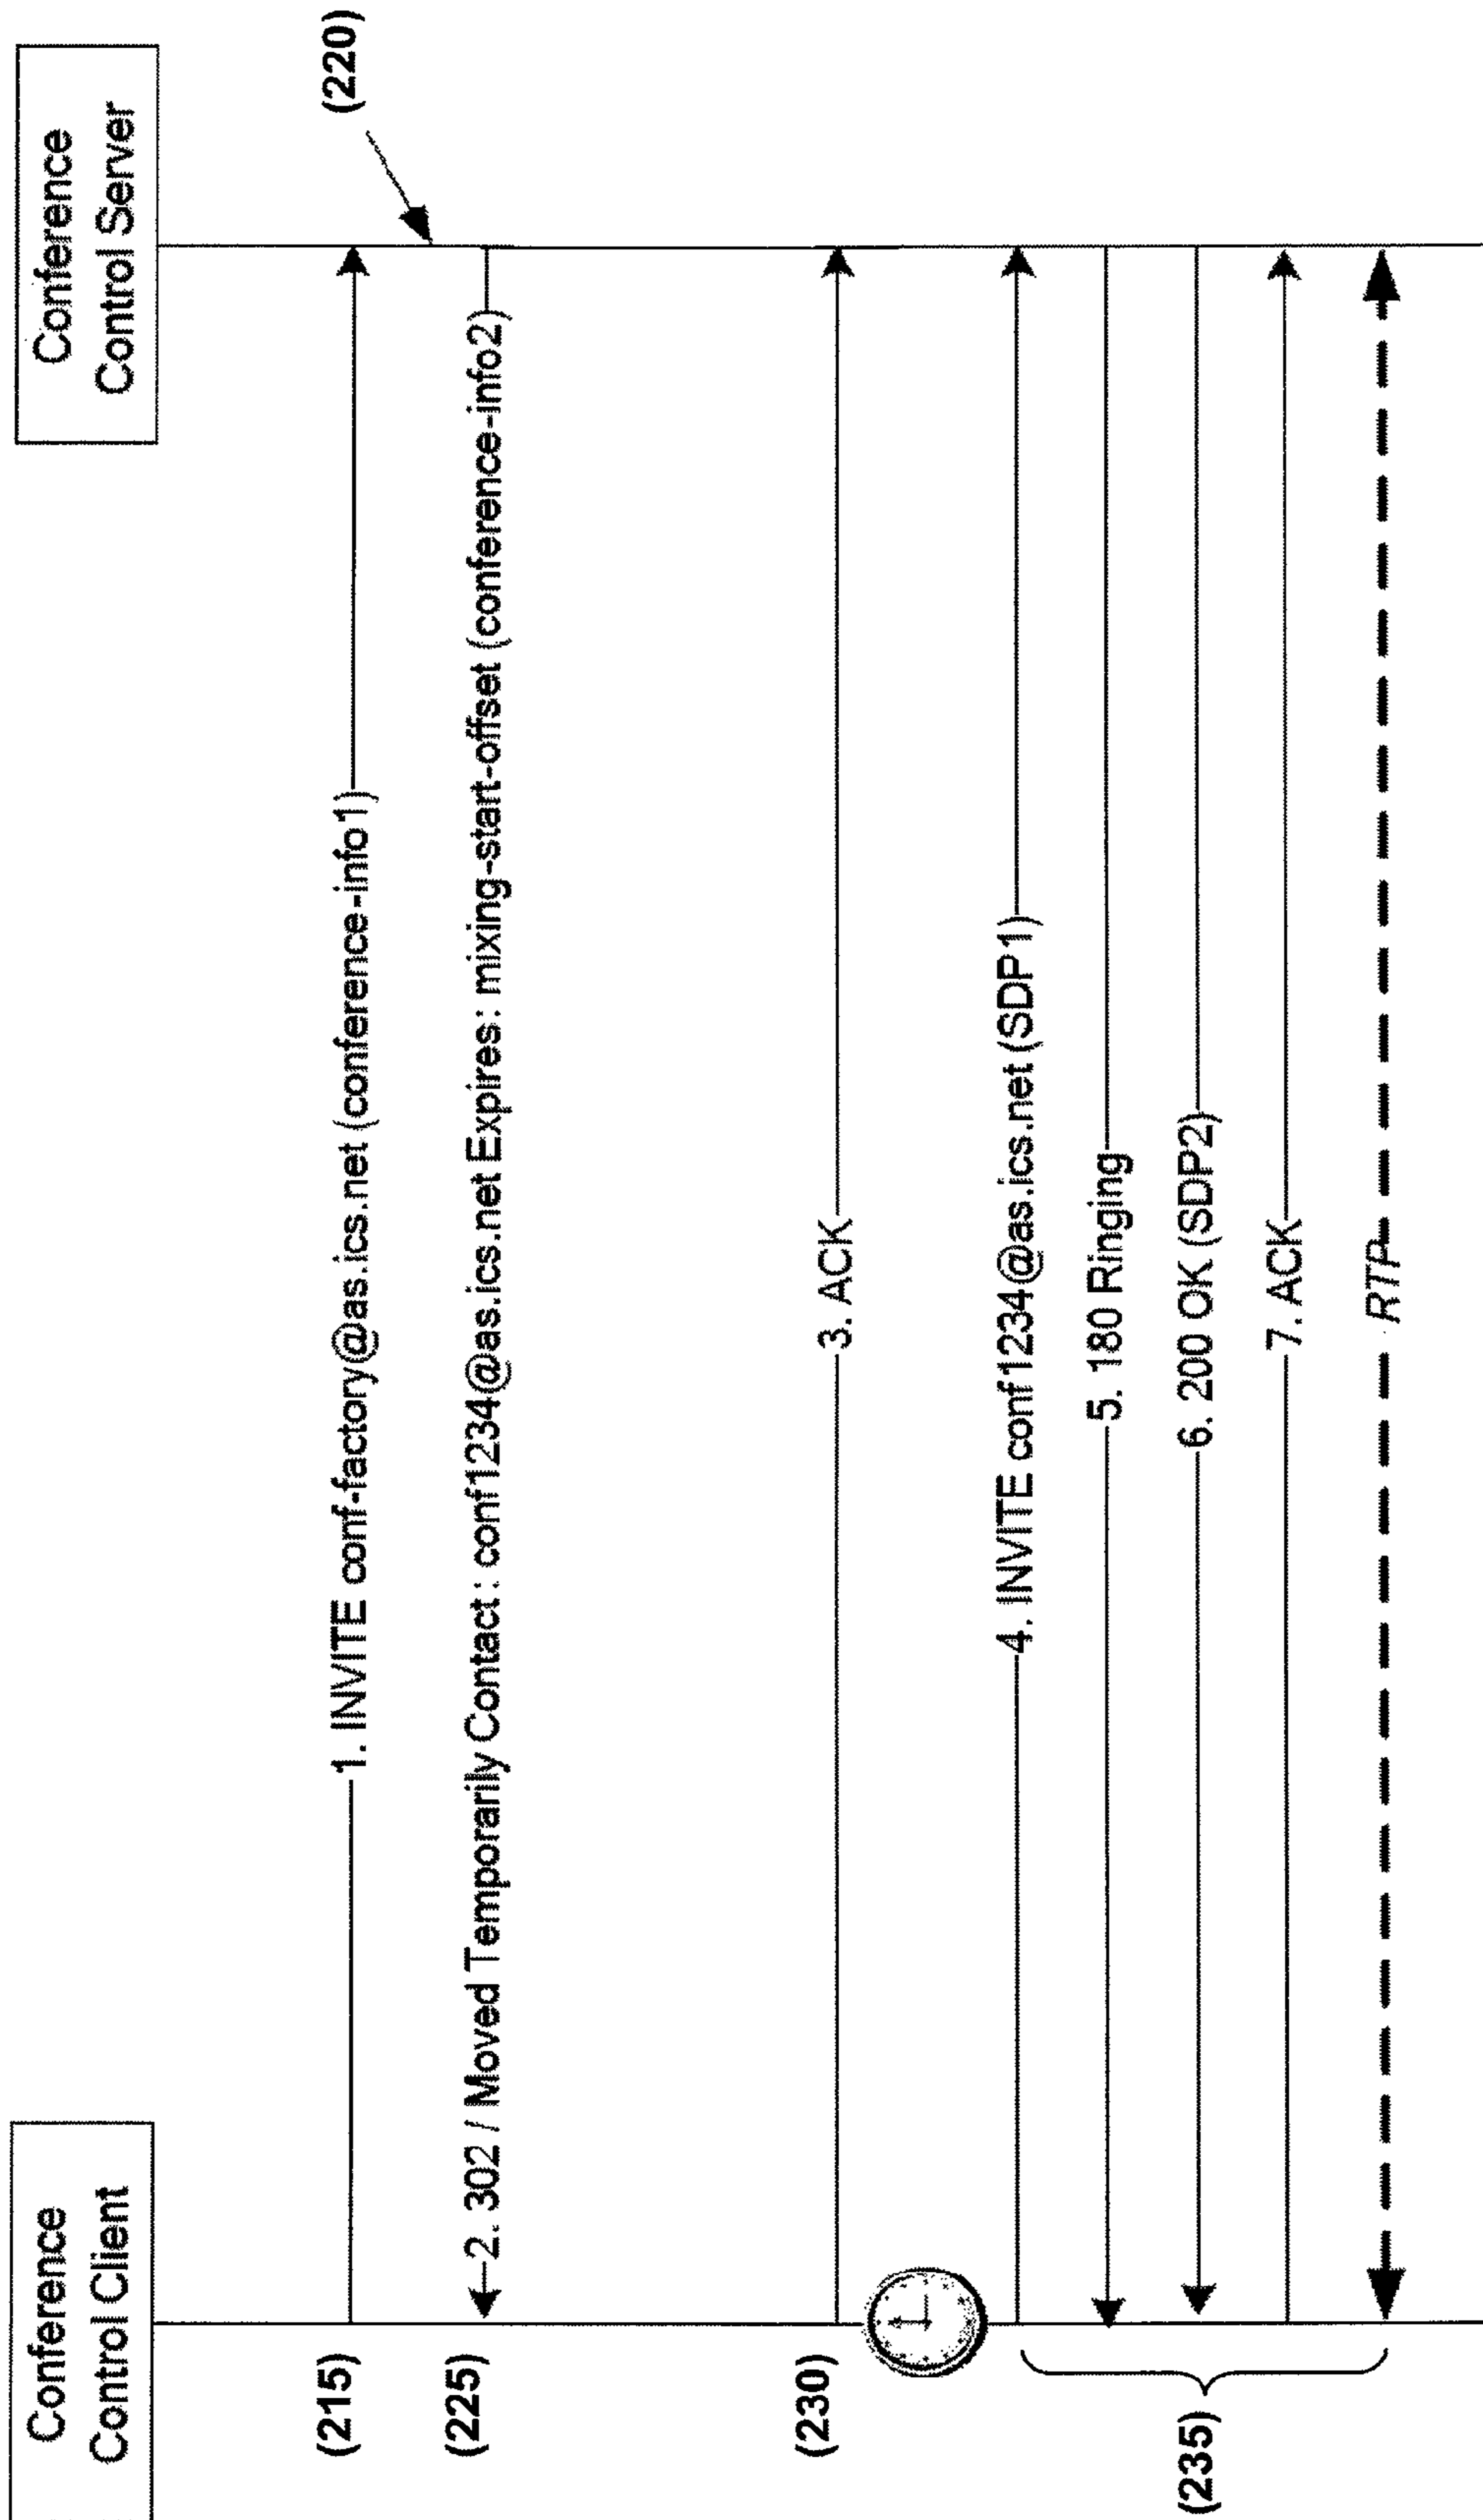 Conference
Control Client
Conference
Control Server
(215)
1. INVITE conf-factory@as.ics.net (conference-info1)
(220)
(225)
2. 302 / Moved Temporarily Contact: conf1234@as.ics.net Expires: mixing-start-offset (conference-info2)
(230)
3. ACK
4. INVITE conf1234@as.ics.net (SDP1)
5. 180 Ringing
(235)
6. 200 OK (SDP2)
7. ACK
RTP